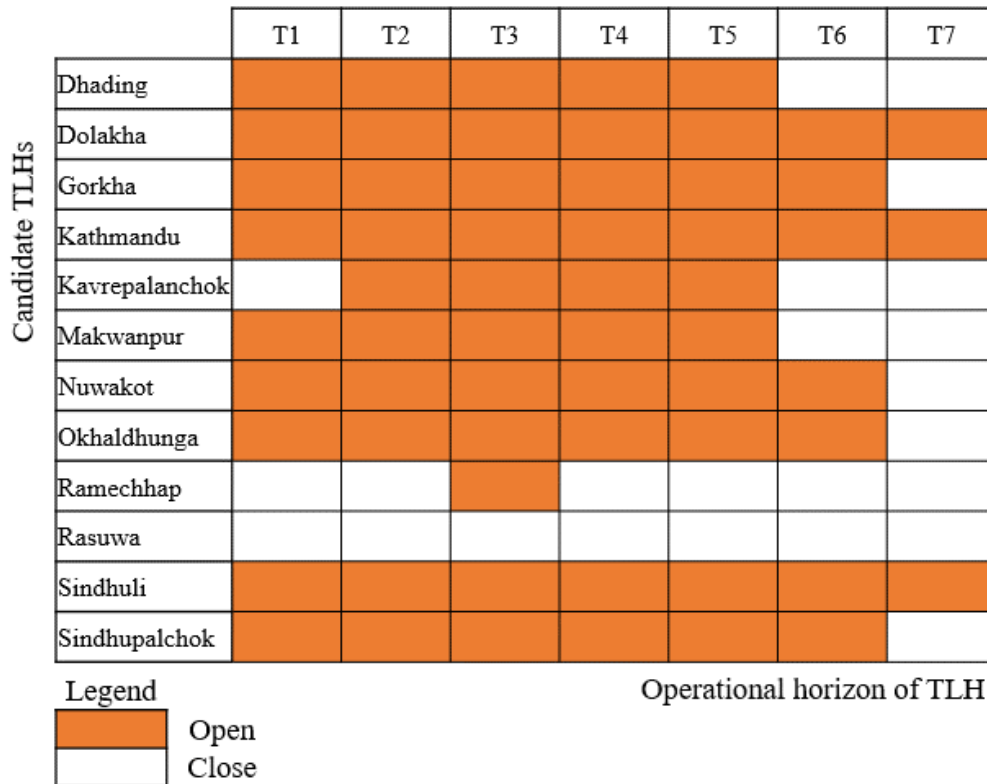 T1 T2 T3 T4 T5 T6 T7
Candidate TLHs
Dhading
Dolakha
Gorkha
Kathmandu
Kavrepalanchok
Makwanpur
Nuwakot
Okhaldhunga
Ramechhap
Rasuwa
Sindhuli
Sindhupalchok
Operational horizon of TLH
Legend
Open
Close